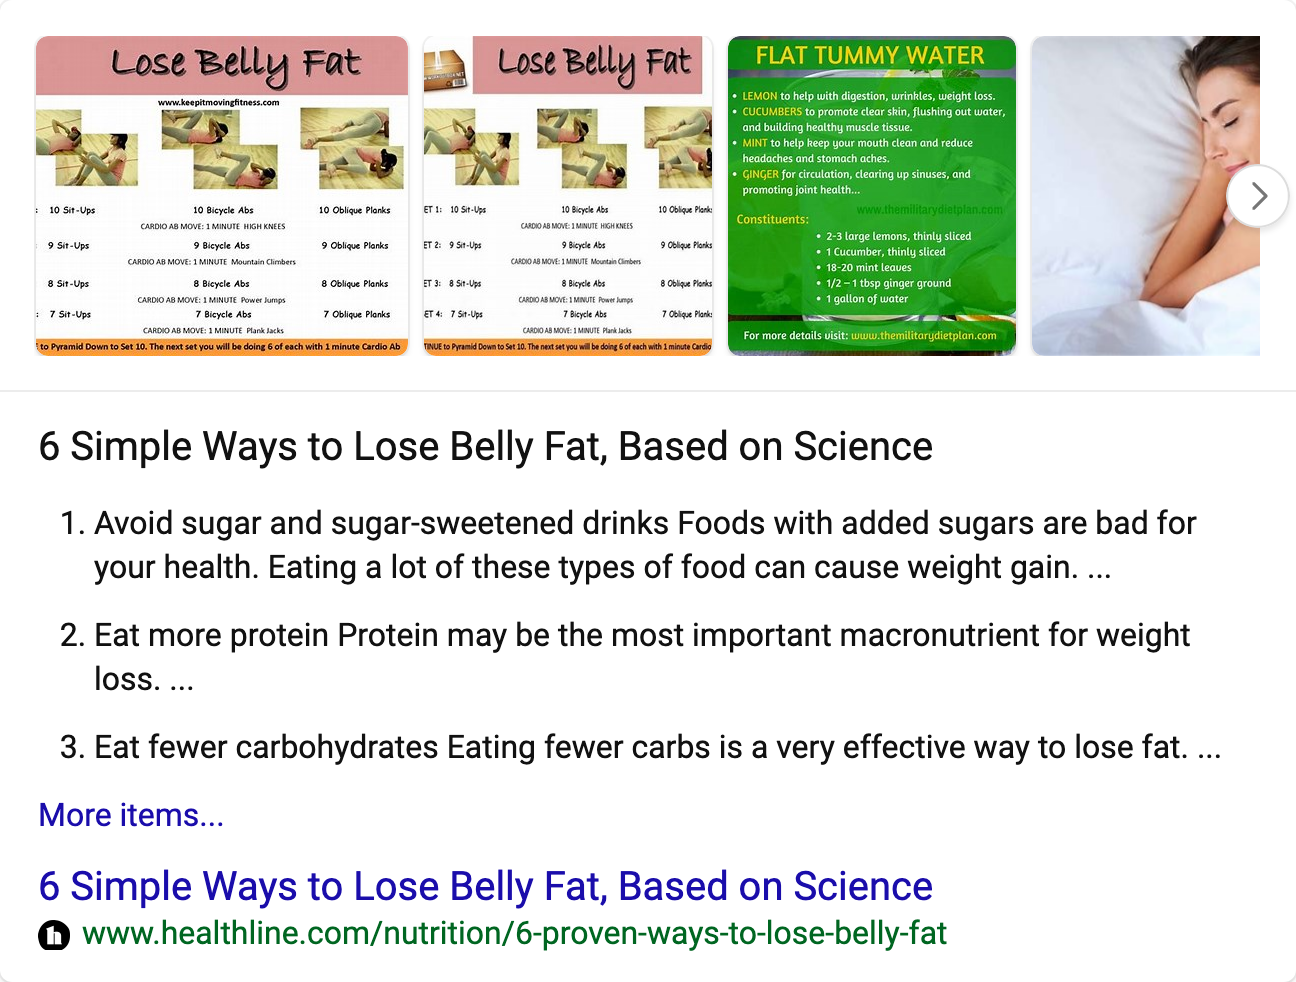 Lose Belly Fat
www.keepitmovingfitness.com
: 10 Sit-Ups 10 Bicycle Abs 10 Oblique Planks
CARDIO AB MOVE: 1 MINUTE HIGH KNEES
9 Sit-Ups 9 Bicycle Abs 9 Oblique Planks
CARDIO AB MOVE: 1 MINUTE Mountain Climbers
8 Sit-Ups 8 Bicycle Abs 8 Oblique Planks
CARDIO AB MOVE: 1 MINUTE Power Jumps
: 7 Sit-Ups 7 Bicycle Abs 7 Oblique Planks
CARDIO AB MOVE: 1 MINUTE Plank Jacks
to Pyramid Down to Set 10. The next set you will be doing 6 of each with 1 minute Cardio Ab
Lose Belly Fat
ET 1: 10 Sit-Ups 10 Bicycle Abs 10 Oblique Plank
CARDIO AB MOVE: 1 MINUTE HIGH KNEES
ET 2: 9 Sit-Ups 9 Bicycle Abs 9 Oblique Plank
CARDIO AB MOVE: 1 MINUTE Mountain Climbers
ET 3: 8 Sit-Ups 8 Bicycle Abs 8 Oblique Plank
CARDIO AB MOVE: 1 MINUTE Power Jumps
ET 4: 7 Sit-Ups 7 Bicycle Abs 7 Oblique Plank
CARDIO AB MOVE: 1 MINUTE Plank Jacks
TINUE to Pyramid Down to Set 10. The next set you will be doing 6 of each with 1 minute Cardio
FLAT TUMMY WATER
• LEMON to help with digestion, wrinkles, weight loss.
• CUCUMBERS to promote clear skin, flushing out water,
and building healthy muscle tissue.
• MINT to help keep your mouth clean and reduce
headaches and stomach aches.
• GINGER for circulation, clearing up sinuses, and
promoting joint health...
www.themilitarydietplan.com
Constituents:
• 2-3 large lemons, thinly sliced
• 1 Cucumber, thinly sliced
• 18-20 mint leaves
• 1/2 – 1 tbsp ginger ground
• 1 gallon of water
For more details visit: www.themilitarydietplan.com
6 Simple Ways to Lose Belly Fat, Based on Science
1. Avoid sugar and sugar-sweetened drinks Foods with added sugars are bad for
your health. Eating a lot of these types of food can cause weight gain. ...
2. Eat more protein Protein may be the most important macronutrient for weight
loss. ...
3. Eat fewer carbohydrates Eating fewer carbs is a very effective way to lose fat. ...
More items...
6 Simple Ways to Lose Belly Fat, Based on Science
h www.healthline.com/nutrition/6-proven-ways-to-lose-belly-fat